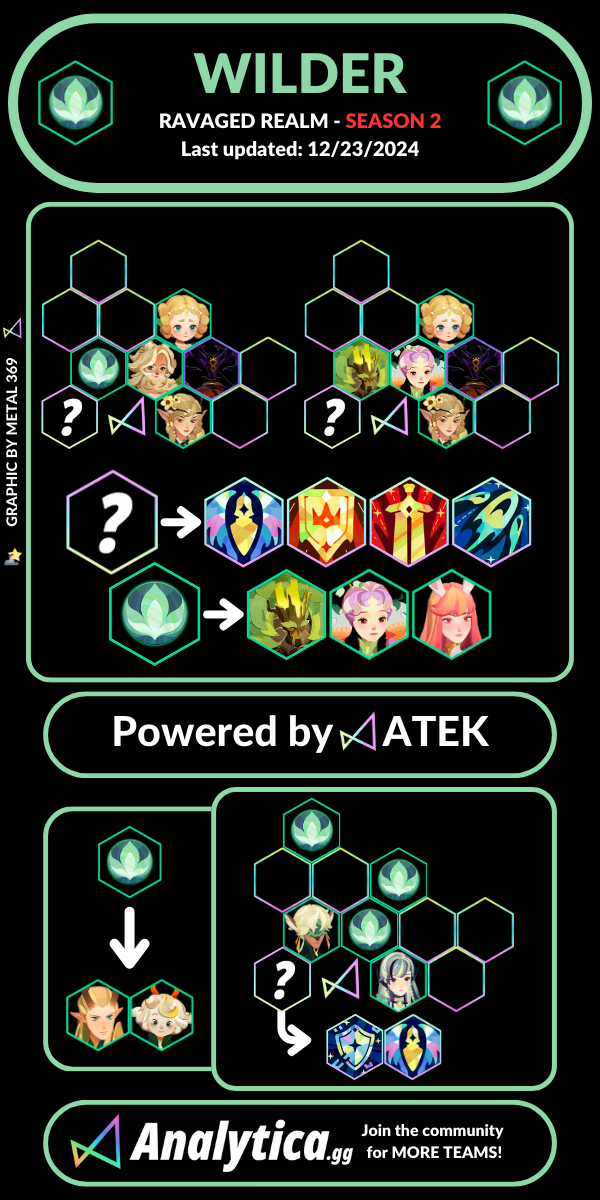 WILDER
RAVAGED REALM - SEASON 2
Last updated: 12/23/2024
GRAPHIC BY METAL 369
?
?
?
Powered by ATEK
?
Analytica.gg
Join the community
for MORE TEAMS!